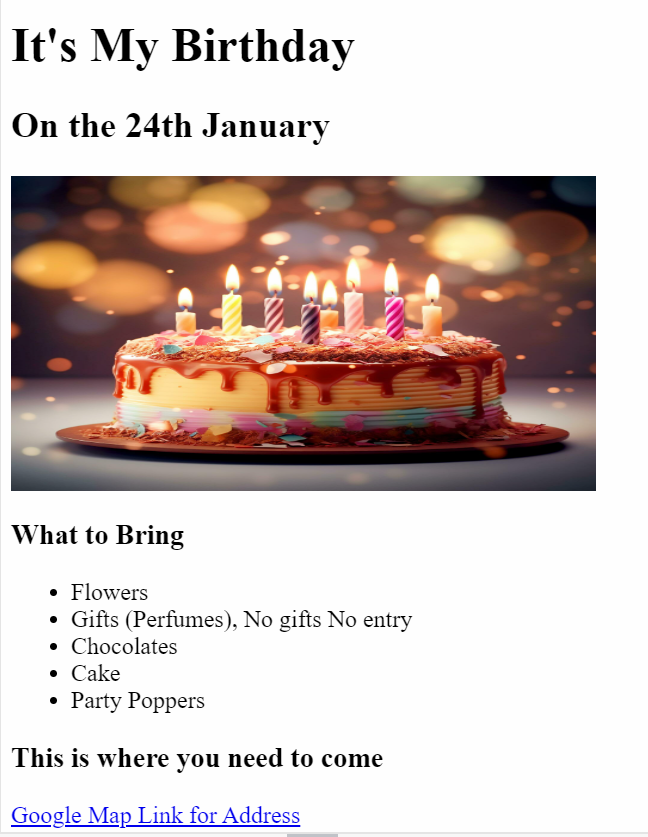 It's My Birthday
On the 24th January
What to Bring
Flowers
Gifts (Perfumes), No gifts No entry
Chocolates
Cake
Party Poppers
This is where you need to come
Google Map Link for Address